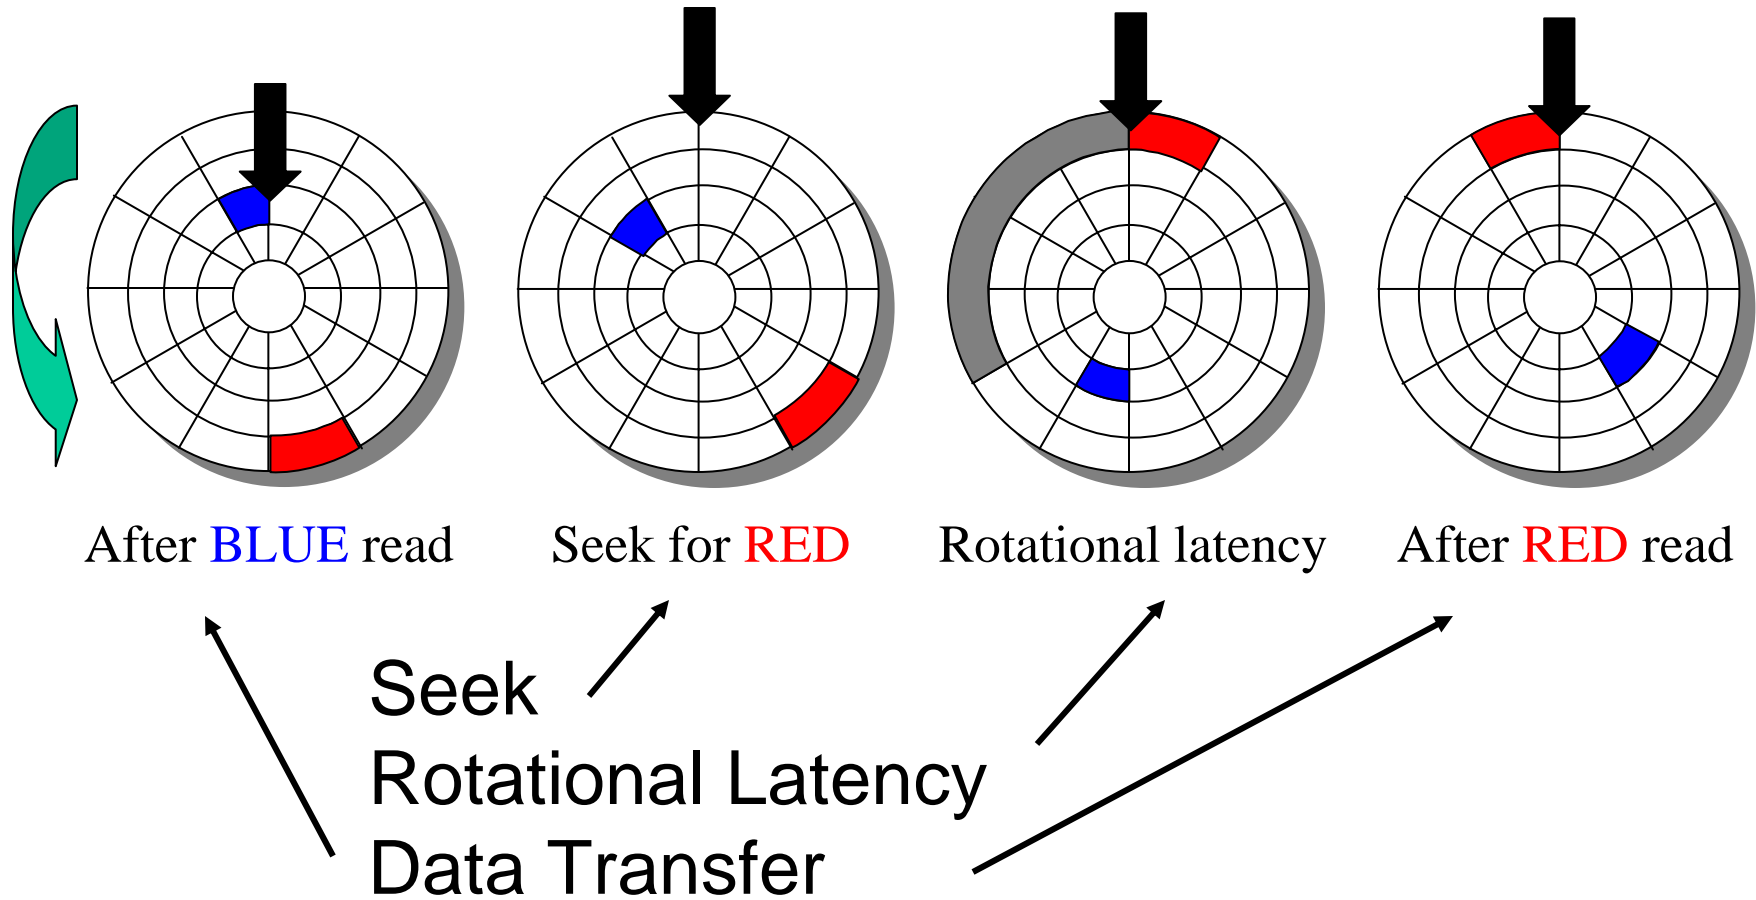 After BLUE read
Seek for RED
Rotational latency
After RED read
Seek
Rotational Latency
Data Transfer